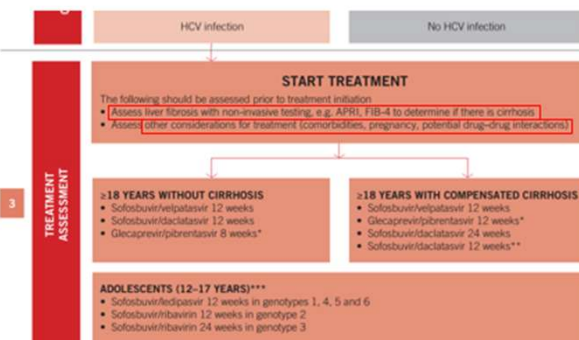 HCV infection
No HCV infection
3
TREATMENT
ASSESSMENT
START TREATMENT
The following should be assessed prior to treatment initiation
• Assess liver fibrosis with non-invasive testing, e.g. APRI, FIB-4 to determine if there is cirrhosis
• Assess other considerations for treatment (comorbidities, pregnancy, potential drug–drug interactions)
≥18 YEARS WITHOUT CIRRHOSIS
• Sofosbuvir/velpatasvir 12 weeks
• Sofosbuvir/daclatasvir 12 weeks
• Glecaprevir/pibrentasvir 8 weeks*
≥18 YEARS WITH COMPENSATED CIRRHOSIS
• Sofosbuvir/velpatasvir 12 weeks
• Glecaprevir/pibrentasvir 12 weeks*
• Sofosbuvir/daclatasvir 24 weeks
• Sofosbuvir/daclatasvir 12 weeks**
ADOLESCENTS (12–17 YEARS)***
• Sofosbuvir/ledipasvir 12 weeks in genotypes 1, 4, 5 and 6
• Sofosbuvir/ribavirin 12 weeks in genotype 2
• Sofosbuvir/ribavirin 24 weeks in genotype 3